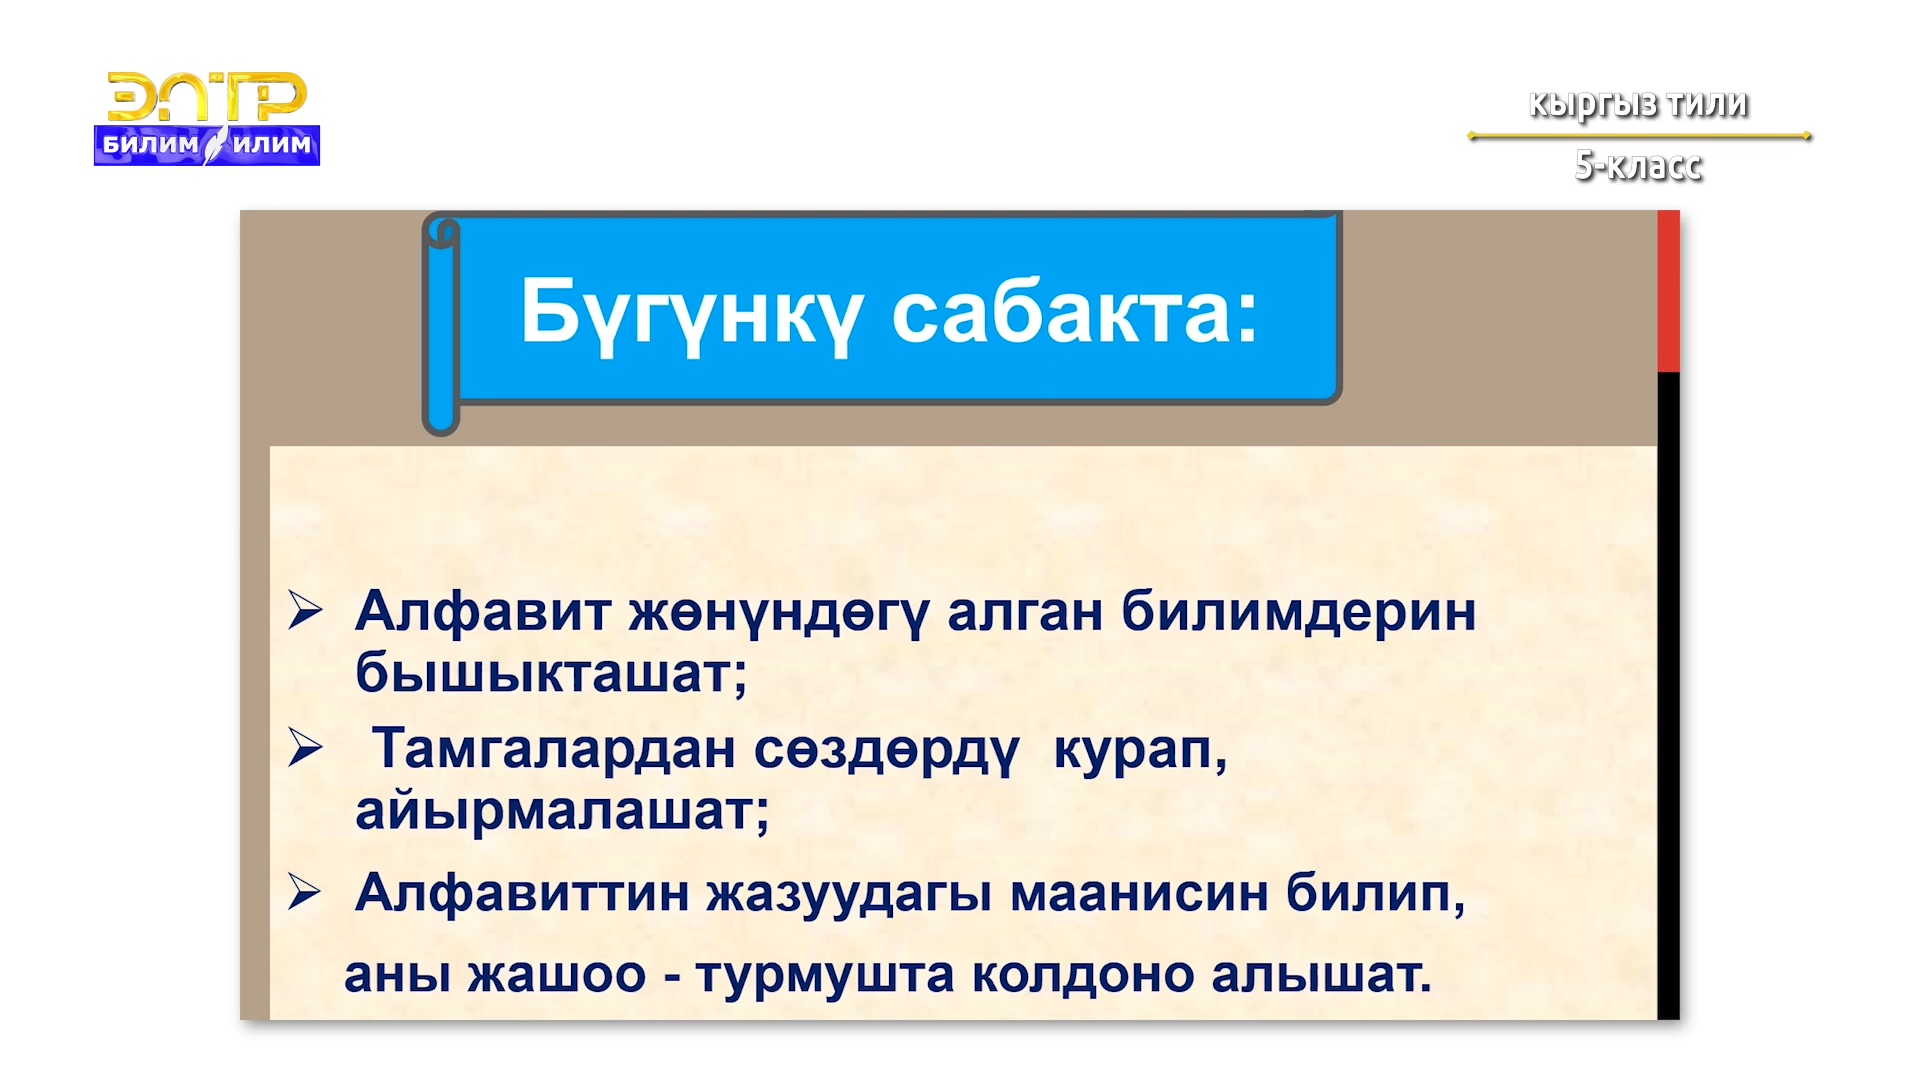 ЭЛТР
БИЛИМ ИЛИМ
кыргыз тили
5-класс
Бүгүнкү сабакта:
➢ Алфавит жөнүндөгү алган билимдерин
бышыкташат;
➢ Тамгалардан сөздөрдү курап,
айырмалашат;
➢ Алфавиттин жазуудагы маанисин билип,
аны жашоо - турмушта колдоно алышат.